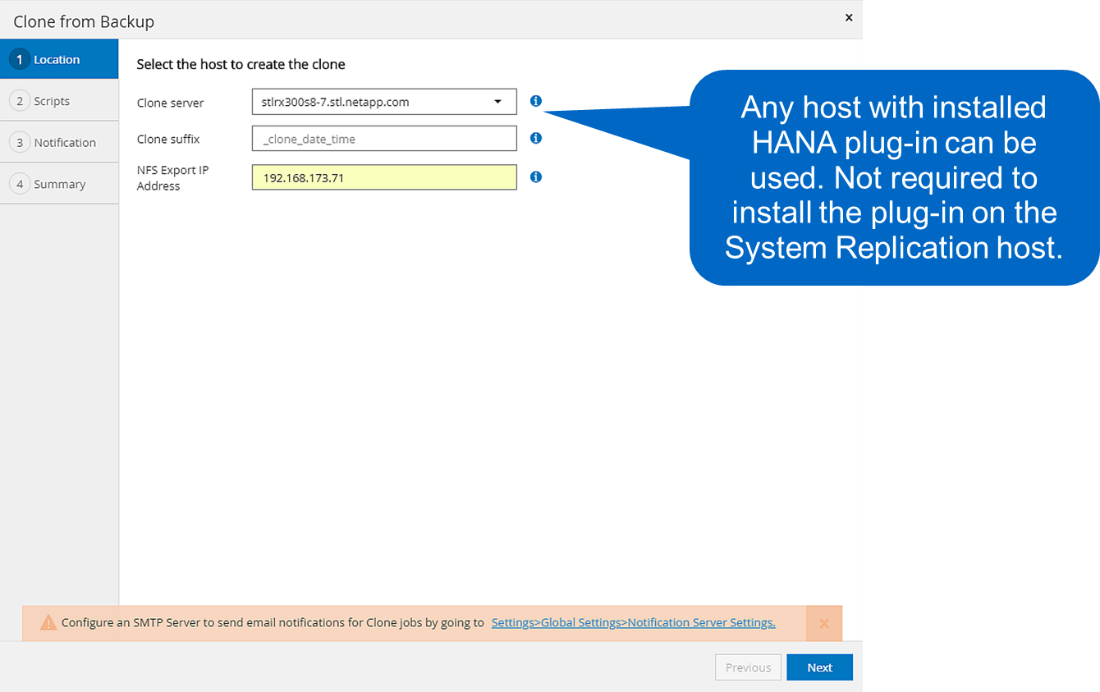 Clone from Backup
×
1 Location
2 Scripts
3 Notification
4 Summary
Select the host to create the clone
Clone server
stlrx300s8-7.stl.netapp.com
i
Clone suffix
_clone_date_time
i
NFS Export IP
Address
192.168.173.71
i
Any host with installed
HANA plug-in can be
used. Not required to
install the plug-in on the
System Replication host.
Configure an SMTP Server to send email notifications for Clone jobs by going to Settings>Global Settings>Notification Server Settings. ×
Previous Next